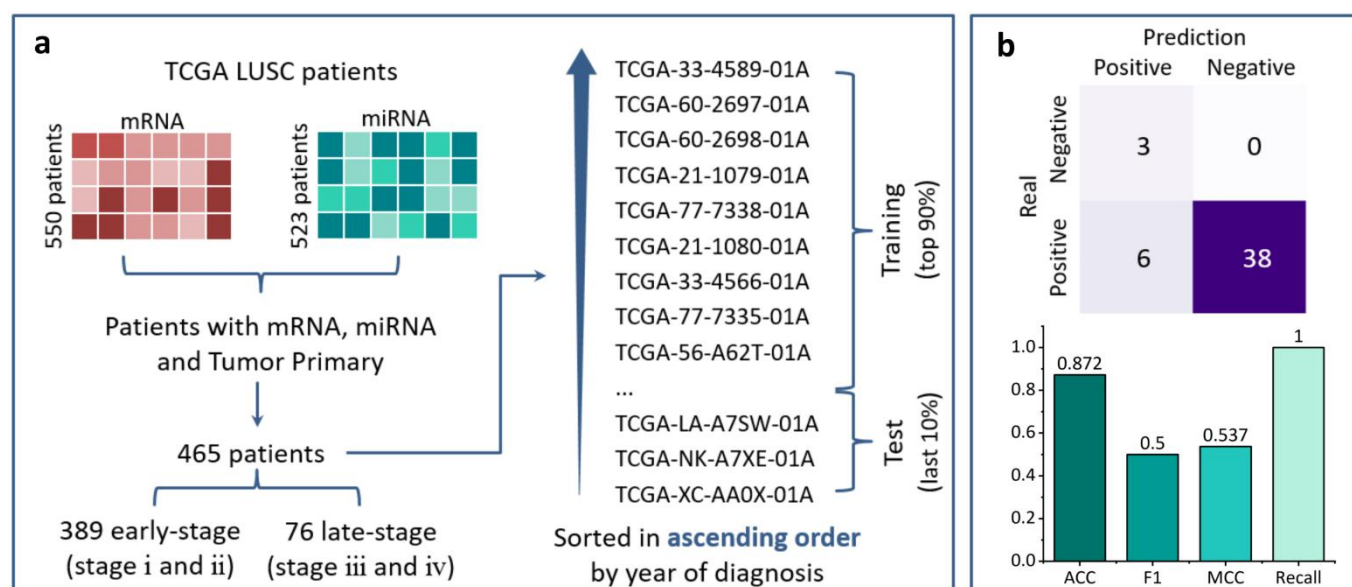 a
TCGA LUSC patients
mRNA
miRNA
550 patients
523 patients
Patients with mRNA, miRNA
and Tumor Primary
465 patients
389 early-stage
(stage i and ii)
76 late-stage
(stage iii and iv)
TCGA-33-4589-01A
TCGA-60-2697-01A
TCGA-60-2698-01A
TCGA-21-1079-01A
TCGA-77-7338-01A
TCGA-21-1080-01A
TCGA-33-4566-01A
TCGA-77-7335-01A
TCGA-56-A62T-01A
...
TCGA-LA-A7SW-01A
TCGA-NK-A7XE-01A
TCGA-XC-AA0X-01A
Training
(top 90%)
Test
(last 10%)
Sorted in ascending order
by year of diagnosis
b
Prediction
Positive Negative
Real
Negative
3 0
Positive
6 38
1.0
0.8
0.6
0.4
0.2
0.0
0.872
0.5
0.537
1
ACC F1 MCC Recall